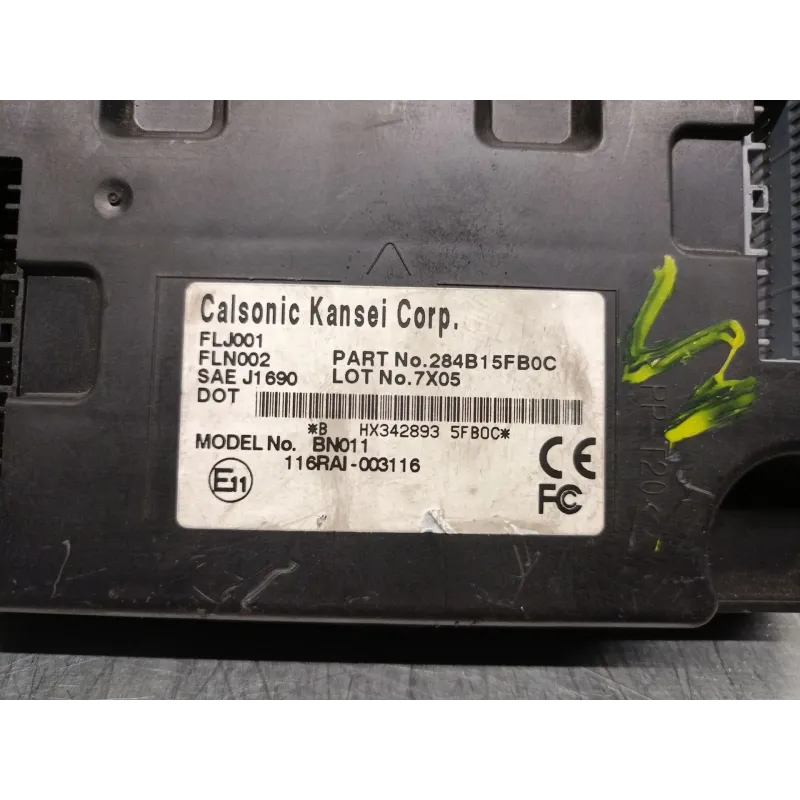 Calsonic Kansei Corp.
FLJ001
FLN002 PART No.284B15FB0C
SAE J1690 LOT No.7X05
DOT
*B HX342893 5FB0C*
MODEL No. BN011
116RAI-003116
E11
CE
FC